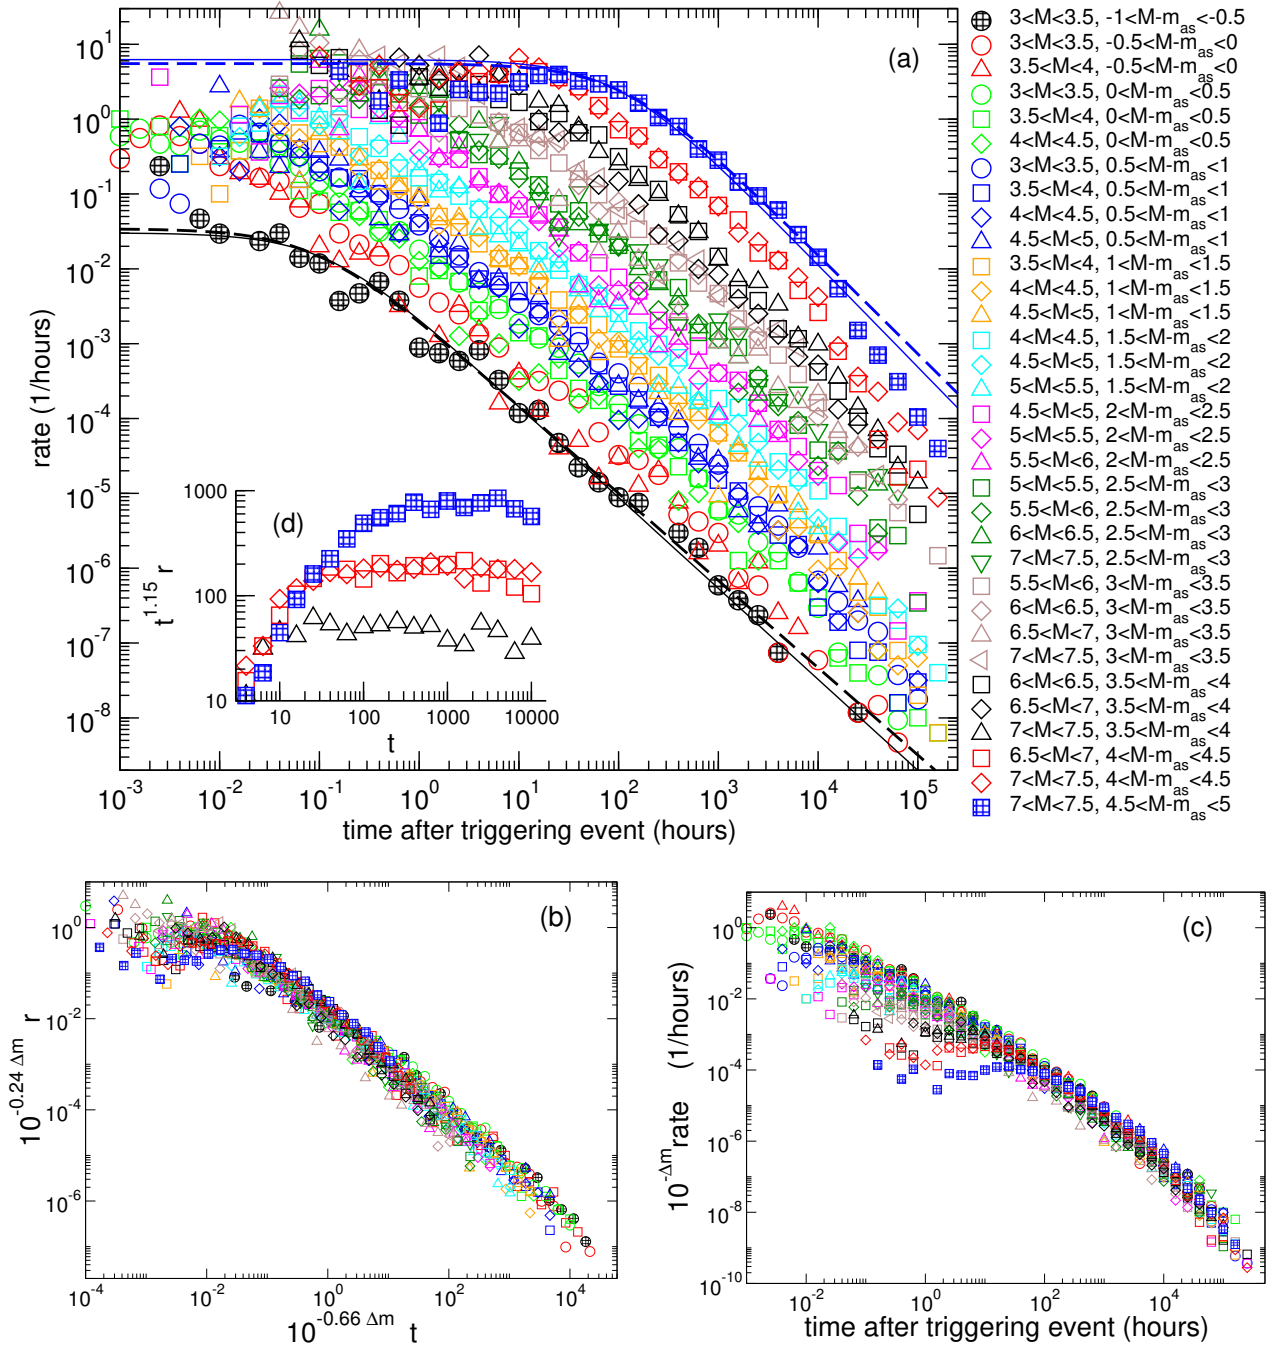 (a)
rate (1/hours)
10^1
10^0
10^-1
10^-2
10^-3
10^-4
10^-5
10^-6
10^-7
10^-8
10^-3 10^-2 10^-1 10^0 10^1 10^2 10^3 10^4 10^5
time after triggering event (hours)
(d)
t^1.15 r
1000
100
10
10 100 1000 10000
t
3<M<3.5, -1<M-m_as<-0.5
3<M<3.5, -0.5<M-m_as<0
3.5<M<4, -0.5<M-m_as<0
3<M<3.5, 0<M-m_as<0.5
3.5<M<4, 0<M-m_as<0.5
4<M<4.5, 0<M-m_as<0.5
3<M<3.5, 0.5<M-m_as<1
3.5<M<4, 0.5<M-m_as<1
4<M<4.5, 0.5<M-m_as<1
4.5<M<5, 0.5<M-m_as<1
3.5<M<4, 1<M-m_as<1.5
4<M<4.5, 1<M-m_as<1.5
4.5<M<5, 1<M-m_as<1.5
4<M<4.5, 1.5<M-m_as<2
4.5<M<5, 1.5<M-m_as<2
5<M<5.5, 1.5<M-m_as<2
4.5<M<5, 2<M-m_as<2.5
5<M<5.5, 2<M-m_as<2.5
5.5<M<6, 2<M-m_as<2.5
5<M<5.5, 2.5<M-m_as<3
5.5<M<6, 2.5<M-m_as<3
6<M<6.5, 2.5<M-m_as<3
7<M<7.5, 2.5<M-m_as<3
5.5<M<6, 3<M-m_as<3.5
6<M<6.5, 3<M-m_as<3.5
6.5<M<7, 3<M-m_as<3.5
7<M<7.5, 3<M-m_as<3.5
6<M<6.5, 3.5<M-m_as<4
6.5<M<7, 3.5<M-m_as<4
7<M<7.5, 3.5<M-m_as<4
6.5<M<7, 4<M-m_as<4.5
7<M<7.5, 4<M-m_as<4.5
7<M<7.5, 4.5<M-m_as<5
(b)
10^-0.24 Δm r
10^0
10^-2
10^-4
10^-6
10^-4 10^-2 10^0 10^2 10^4
10^-0.66 Δm t
(c)
10^-Δm rate (1/hours)
10^0
10^-2
10^-4
10^-6
10^-8
10^-10
10^-2 10^0 10^2 10^4
time after triggering event (hours)